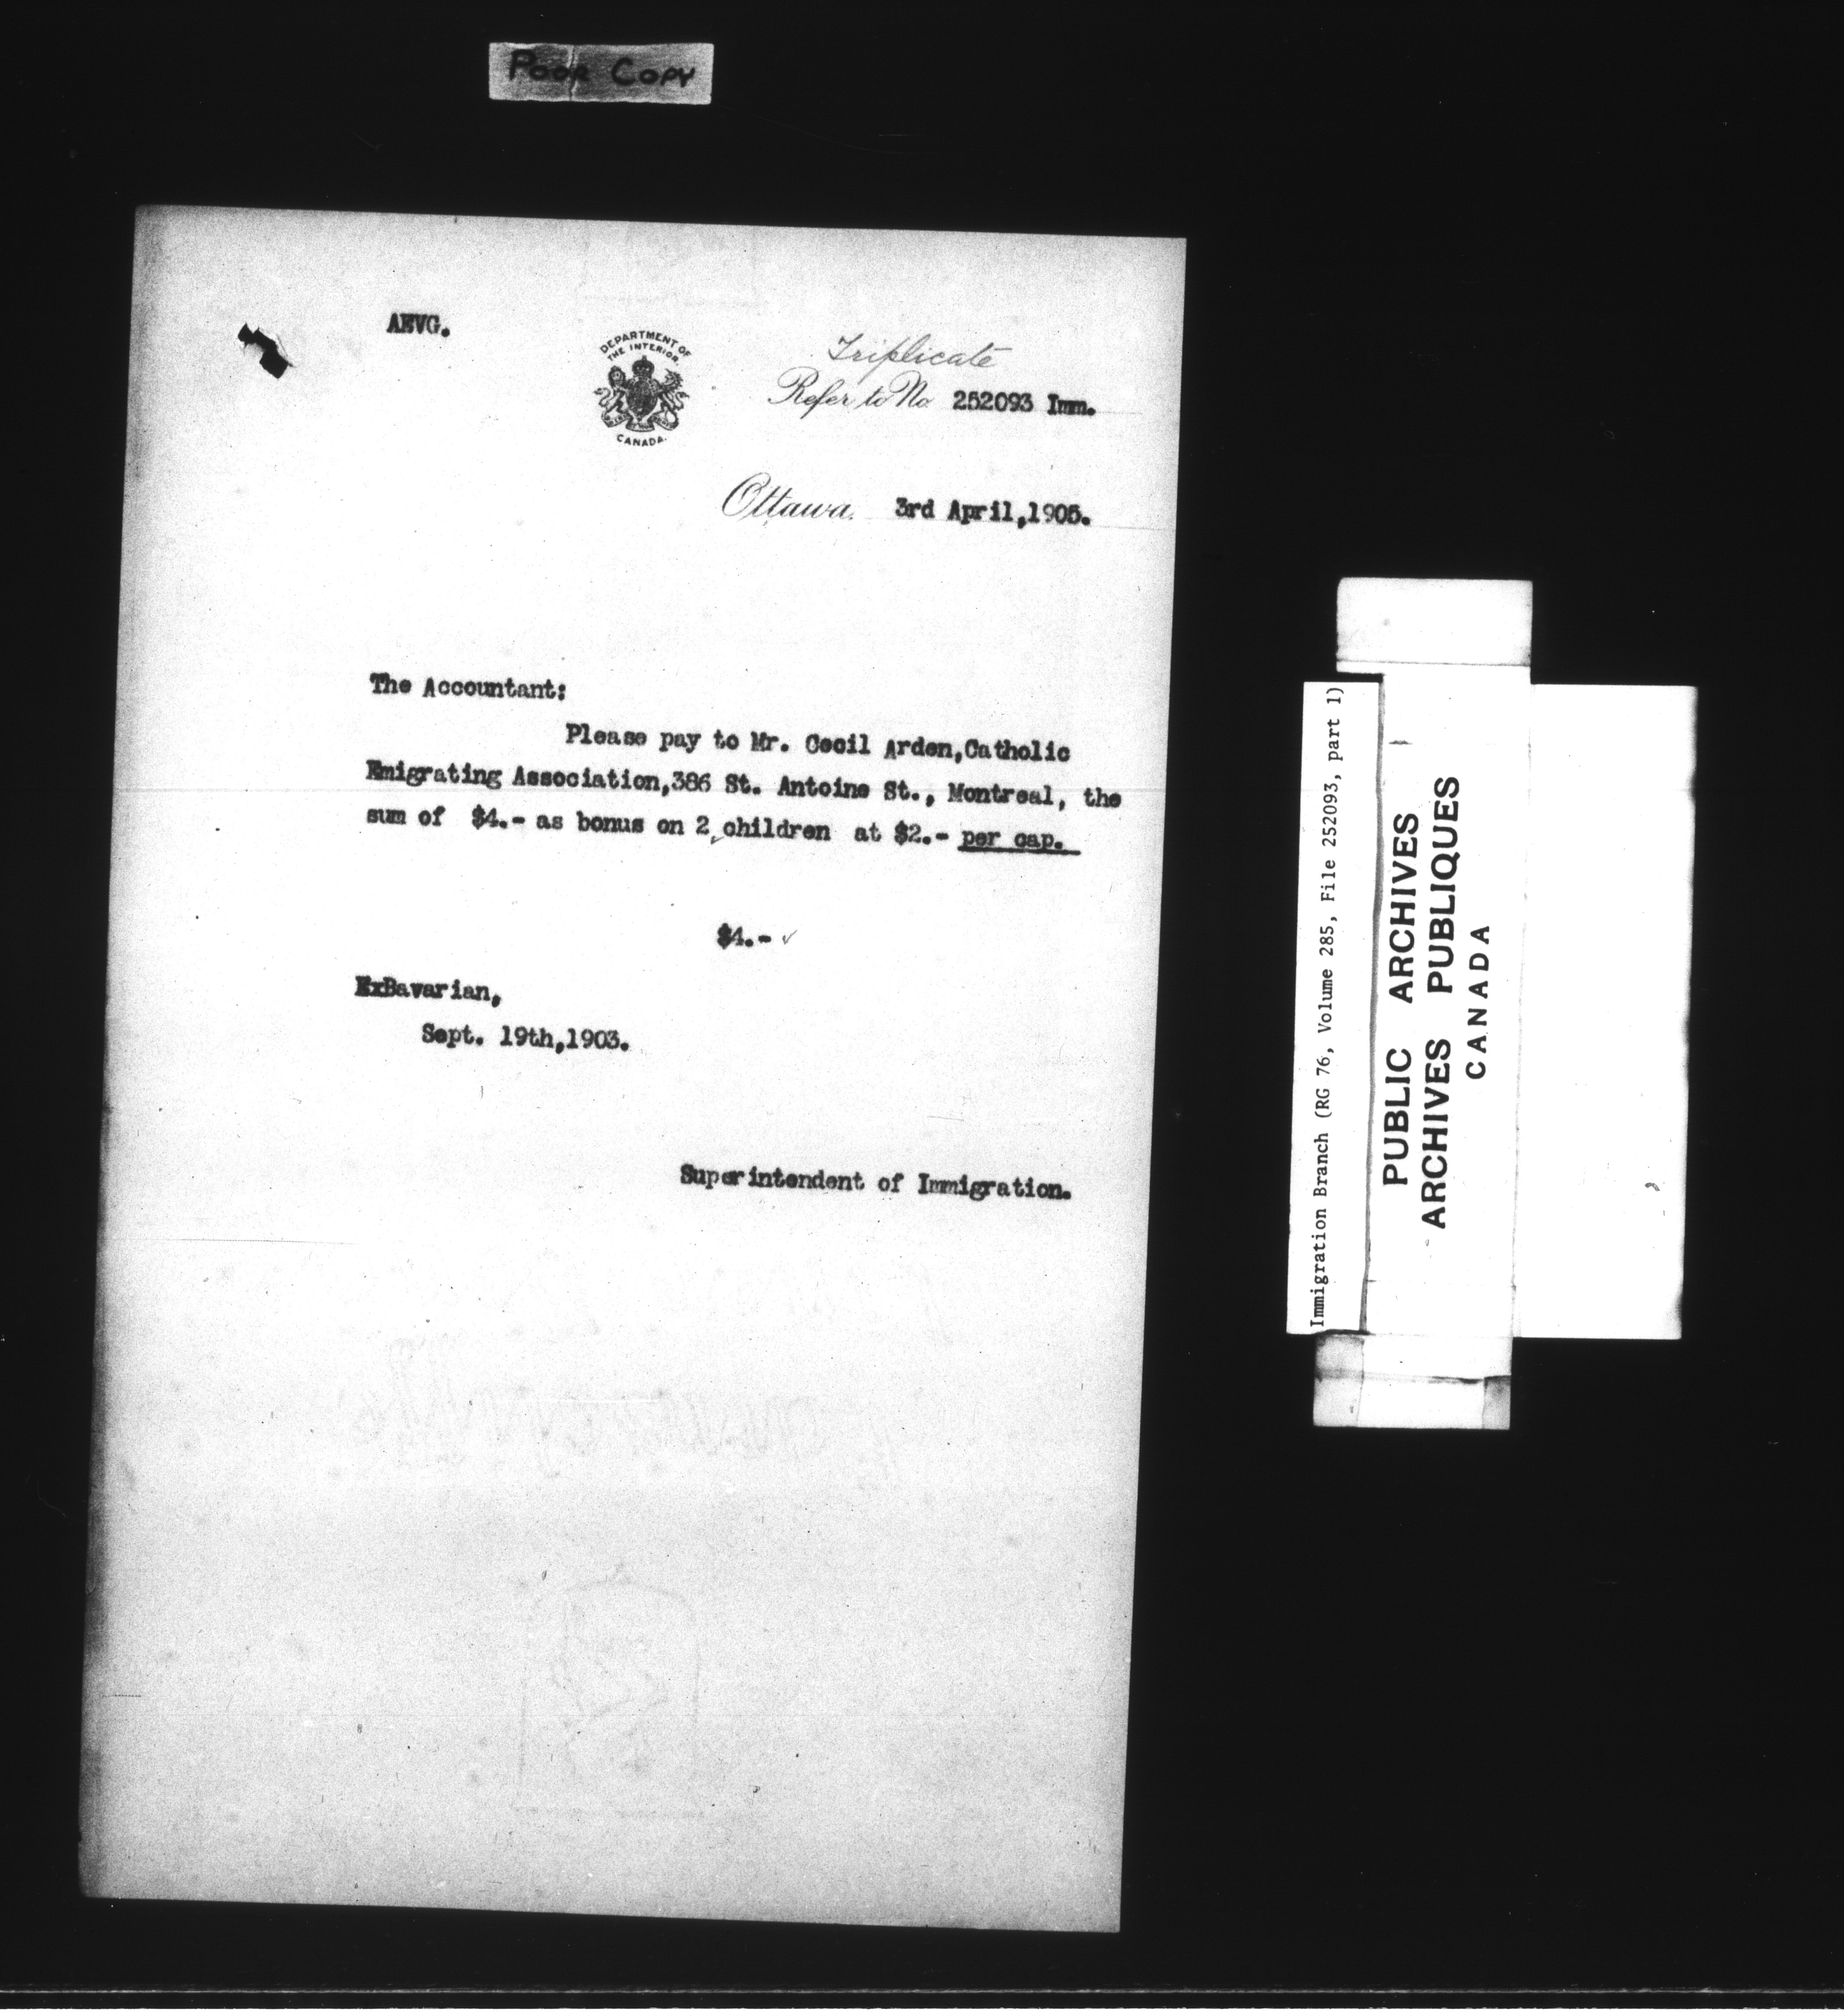 POOR COPY
AEVG.
DEPARTMENT OF
THE INTERIOR.
CANADA.
Triplicate
Refer to No. 252093 Imm.
Ottawa. 3rd April,1905.
The Accountant:
Please pay to Mr. Cecil Arden,Catholic
Emigrating Association,386 St. Antoine St., Montreal, the
sum of $4.- as bonus on 2 children at $2.- per cap.
$4.- ✓
ExBavarian,
Sept. 19th,1903.
Superintendent of Immigration.
Immigration Branch (RG 76, Volume 285, File 252093, part 1)
PUBLIC ARCHIVES
ARCHIVES PUBLIQUES
CANADA